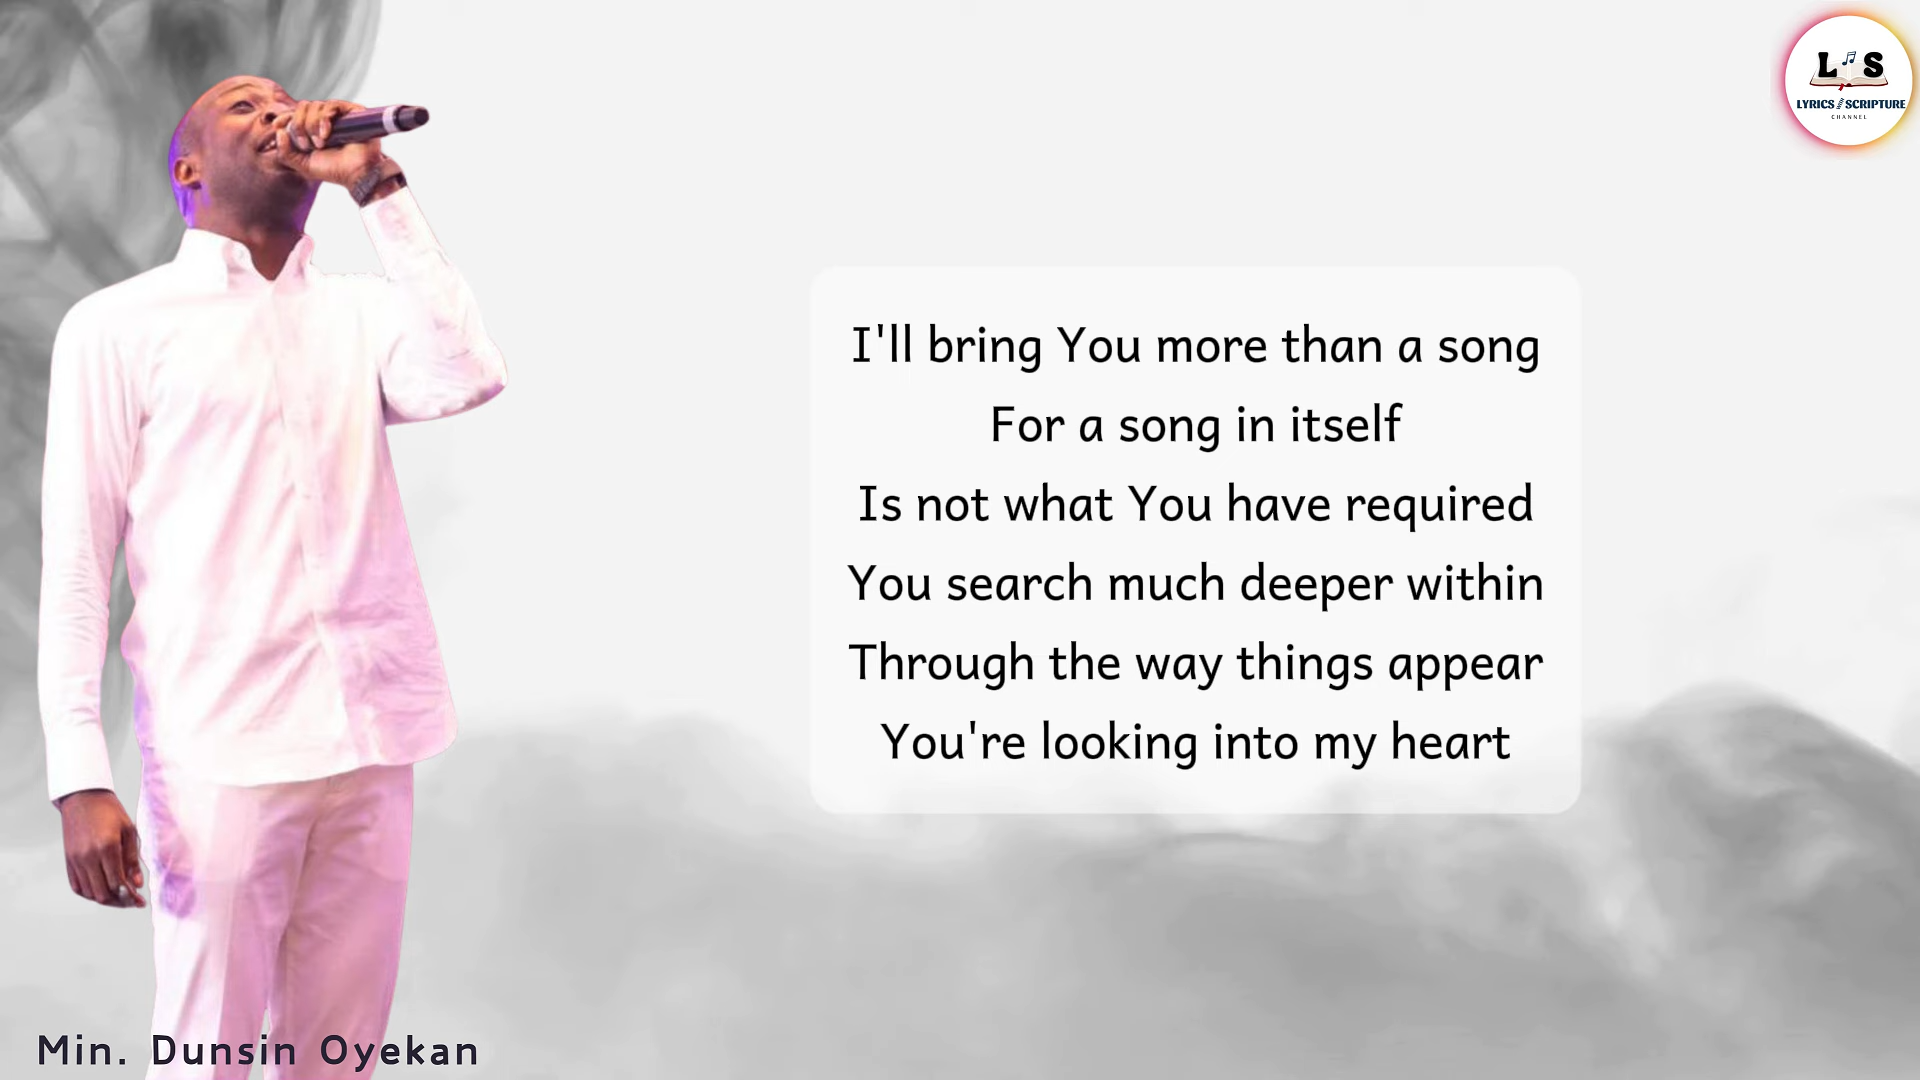 L S
LYRICS SCRIPTURE
CHANNEL
I'll bring You more than a song
For a song in itself
Is not what You have required
You search much deeper within
Through the way things appear
You're looking into my heart
Min. Dunsin Oyekan